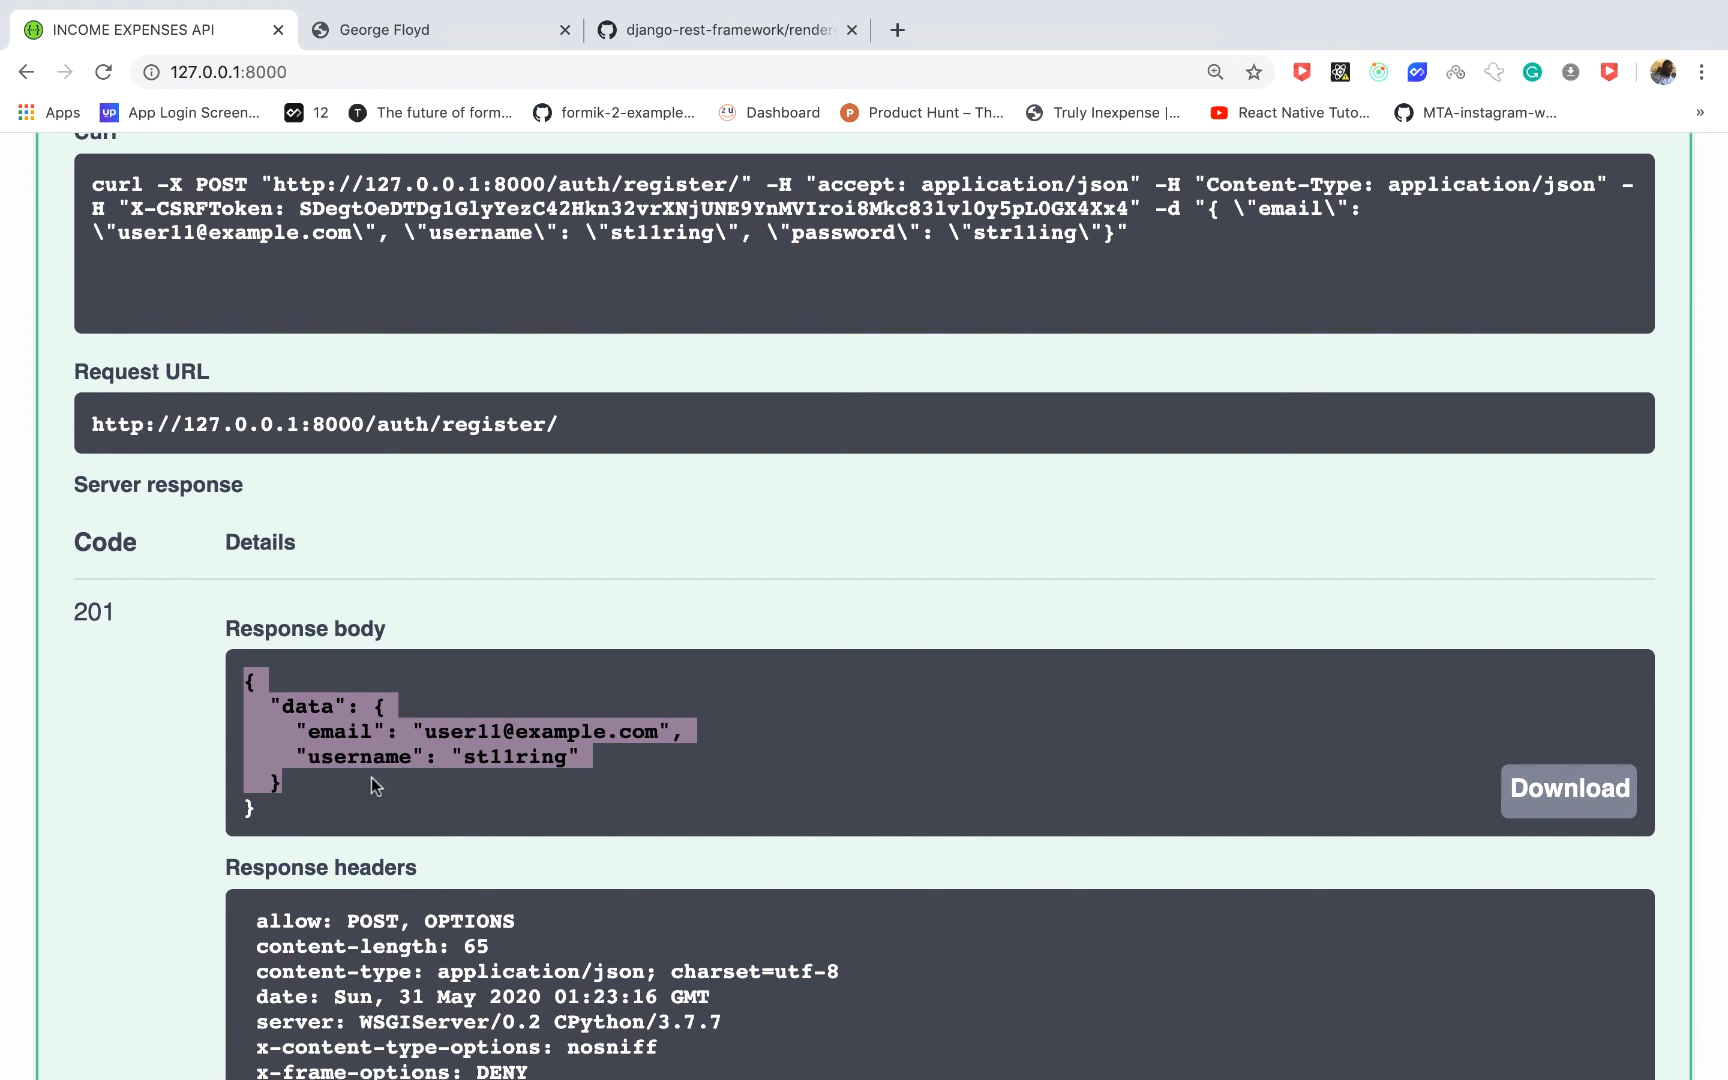 INCOME EXPENSES API
George Floyd
django-rest-framework/rendere
127.0.0.1:8000
Apps
up
App Login Screen...
12
T
The future of form...
formik-2-example...
Dashboard
P
Product Hunt – Th...
Truly Inexpense |...
React Native Tuto...
MTA-instagram-w...
»
Curl
curl -X POST "http://127.0.0.1:8000/auth/register/" -H "accept: application/json" -H "Content-Type: application/json" -
H "X-CSRFToken: SDegtOeDTDglGlyYezC42Hkn32vrXNjUNE9YnMVIroi8Mkc83lvl0y5pL0GX4Xx4" -d "{ \"email\":
\"user11@example.com\", \"username\": \"st11ring\", \"password\": \"str11ing\"}"
Request URL
http://127.0.0.1:8000/auth/register/
Server response
Code
Details
201
Response body
{
"data": {
"email": "user11@example.com",
"username": "st11ring"
}
}
Download
Response headers
allow: POST, OPTIONS
content-length: 65
content-type: application/json; charset=utf-8
date: Sun, 31 May 2020 01:23:16 GMT
server: WSGIServer/0.2 CPython/3.7.7
x-content-type-options: nosniff
x-frame-options: DENY